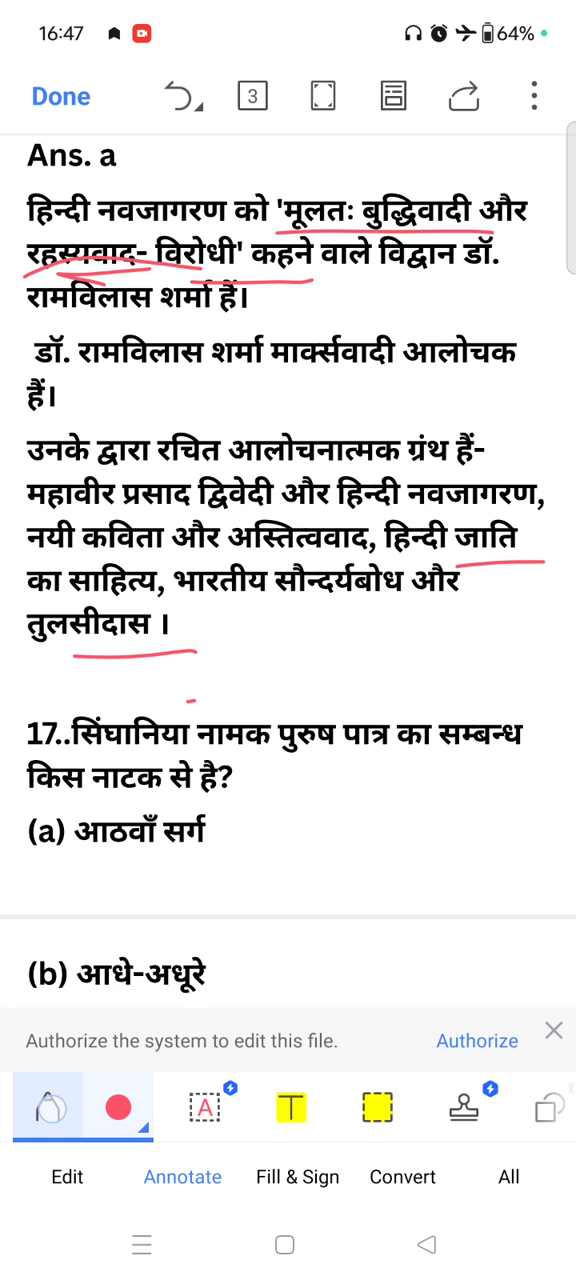 16:47
64%
Done
3
Ans. a
हिन्दी नवजागरण को 'मूलतः बुद्धिवादी और
रहस्यवाद- विरोधी' कहने वाले विद्वान डॉ.
रामविलास शर्मा हैं।
डॉ. रामविलास शर्मा मार्क्सवादी आलोचक
हैं।
उनके द्वारा रचित आलोचनात्मक ग्रंथ हैं-
महावीर प्रसाद द्विवेदी और हिन्दी नवजागरण,
नयी कविता और अस्तित्ववाद, हिन्दी जाति
का साहित्य, भारतीय सौन्दर्यबोध और
तुलसीदास ।
17..सिंघानिया नामक पुरुष पात्र का सम्बन्ध
किस नाटक से है?
(a) आठवाँ सर्ग
(b) आधे-अधूरे
Authorize the system to edit this file.
Authorize
A
T
Edit
Annotate
Fill & Sign
Convert
All